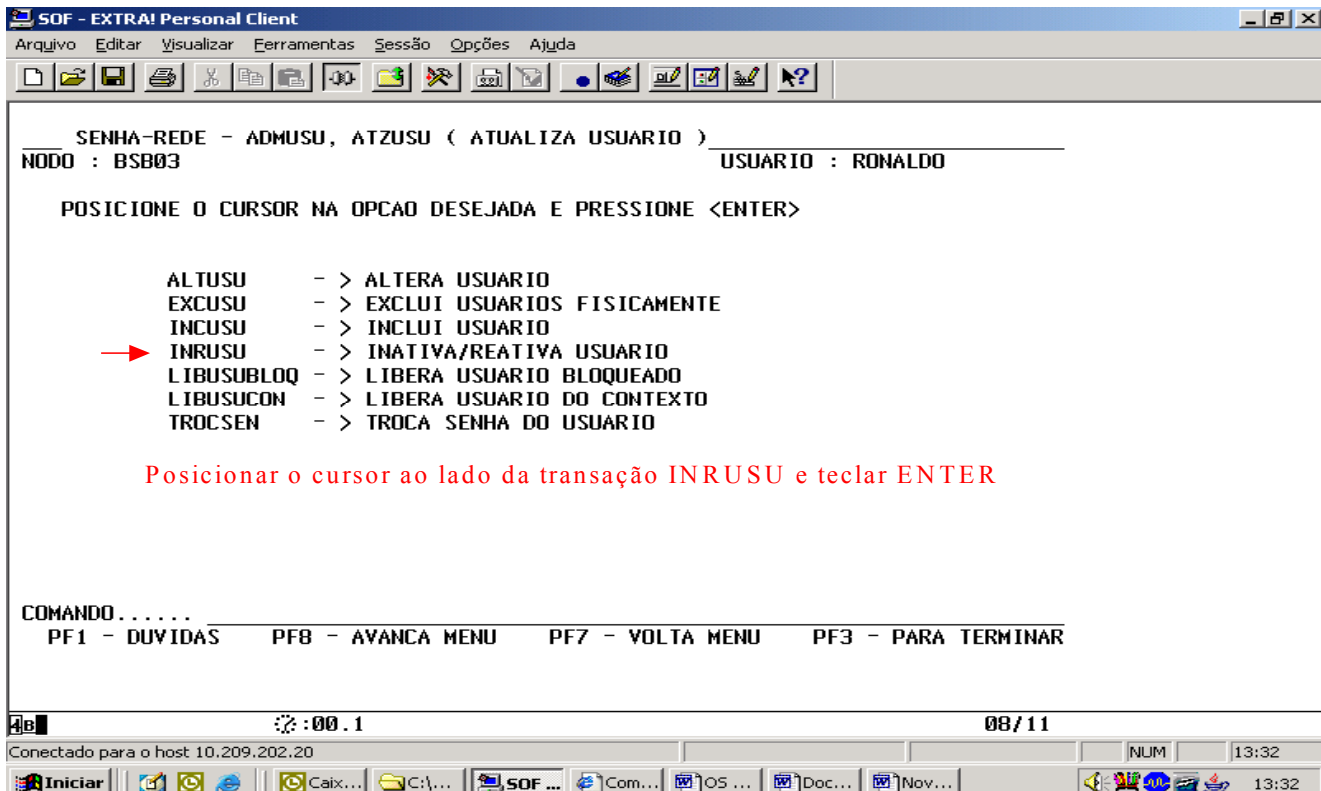 SOF - EXTRA! Personal Client
Arquivo Editar Visualizar Ferramentas Sessão Opções Ajuda
SENHA-REDE - ADMUSU, ATZUSU ( ATUALIZA USUARIO )
NODO : BSB03 USUARIO : RONALDO
POSICIONE O CURSOR NA OPCAO DESEJADA E PRESSIONE <ENTER>
ALTUSU - > ALTERA USUARIO
EXCUSU - > EXCLUI USUARIOS FISICAMENTE
INCUSU - > INCLUI USUARIO
INRUSU - > INATIVA/REATIVA USUARIO
LIBUSUBLOQ - > LIBERA USUARIO BLOQUEADO
LIBUSUCON - > LIBERA USUARIO DO CONTEXTO
TROCSEN - > TROCA SENHA DO USUARIO
Posicionar o cursor ao lado da transação INRUSU e teclar ENTER
COMANDO......
PF1 - DUVIDAS PF8 - AVANCA MENU PF7 - VOLTA MENU PF3 - PARA TERMINAR
4B :00.1 08/11
Conectado para o host 10.209.202.20 NUM 13:32
Iniciar Caix... C:\... SOF ... Com... OS ... Doc... Nov... 13:32